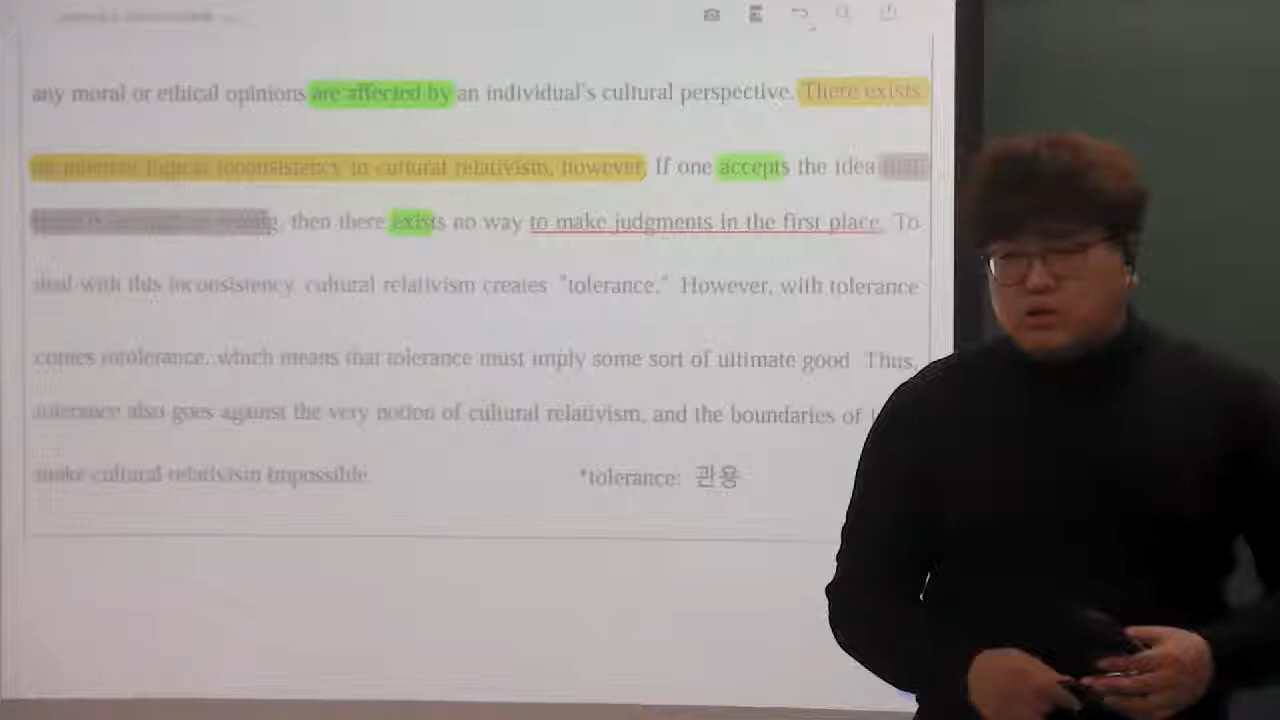 any moral or ethical opinions are affected by an individual's cultural perspective. There exists
an inherent logical inconsistency in cultural relativism, however. If one accepts the idea
then there exists no way to make judgments in the first place. To
deal with this inconsistency, cultural relativism creates "tolerance." However, with tolerance
comes intolerance, which means that tolerance must imply some sort of ultimate good. Thus,
tolerance also goes against the very notion of cultural relativism, and the boundaries of
make cultural relativism impossible.
*tolerance: 관용